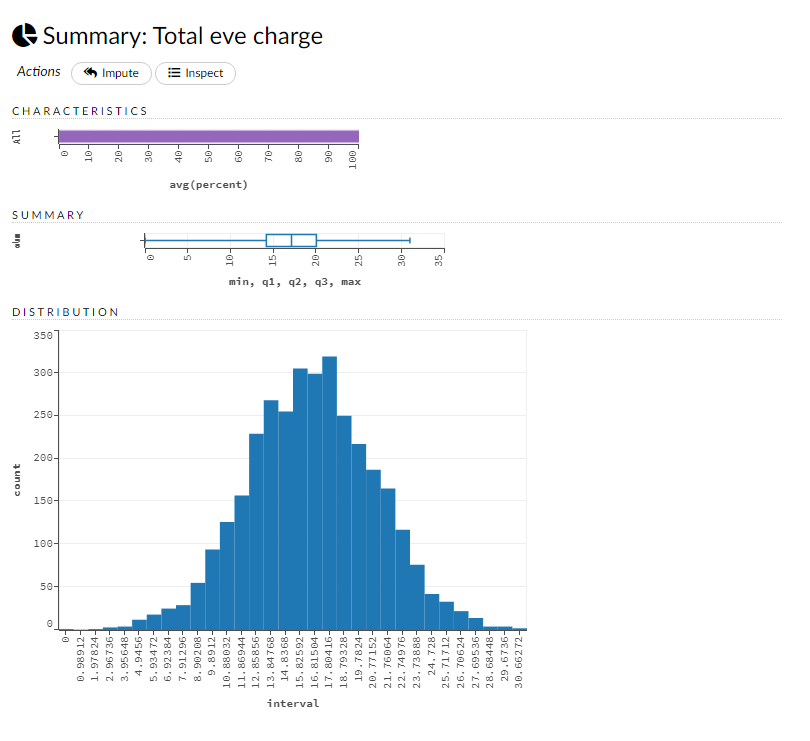 Summary: Total eve charge
Actions Impute Inspect
CHARACTERISTICS
All
0 10 20 30 40 50 60 70 80 90 100
avg(percent)
SUMMARY
0 5 10 15 20 25 30 35
min, q1, q2, q3, max
DISTRIBUTION
350
300
250
200
150
100
50
0
count
0 0.98912 1.97824 2.96736 3.95648 4.9456 5.93472 6.92384 7.91296 8.90208 9.8912 10.88032 11.86944 12.85856 13.84768 14.8368 15.82592 16.81504 17.80416 18.79328 19.7824 20.77152 21.76064 22.74976 23.73888 24.728 25.71712 26.70624 27.69536 28.68448 29.6736 30.66272
interval